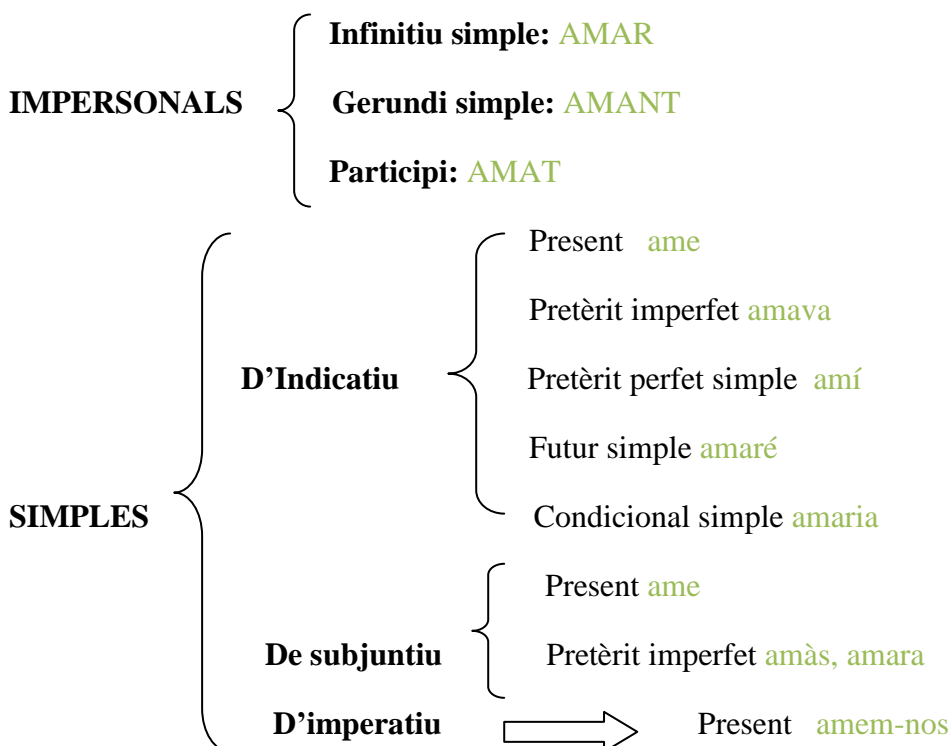 Infinitiu simple: AMAR
IMPERSONALS Gerundi simple: AMANT
Participi: AMAT
Present ame
Pretèrit imperfet amava
D'Indicatiu Pretèrit perfet simple amí
Futur simple amaré
SIMPLES Condicional simple amaria
Present ame
De subjuntiu Pretèrit imperfet amàs, amara
D'imperatiu Present amem-nos